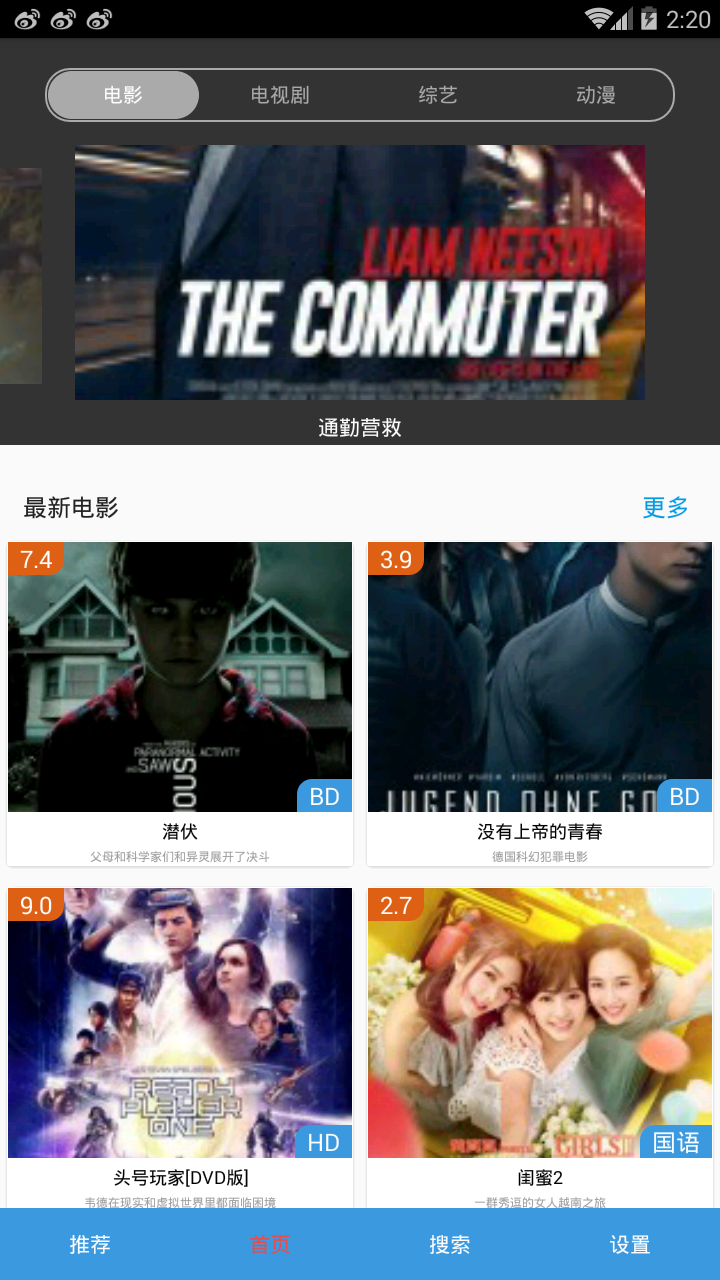 2:20
电影
电视剧
综艺
动漫
LIAM NEESON
THE COMMUTER
通勤营救
最新电影
更多
7.4
PARANORMAL ACTIVITY
AND SAW
BD
潜伏
父母和科学家们和异灵展开了决斗
3.9
JUGEND OHNE GO
BD
没有上帝的青春
德国科幻犯罪电影
9.0
READY
PLAYER
ONE
HD
头号玩家[DVD版]
韦德在现实和虚拟世界里都面临困境
2.7
GIRLS
国语
闺蜜2
一群秀逗的女人越南之旅
推荐
首页
搜索
设置